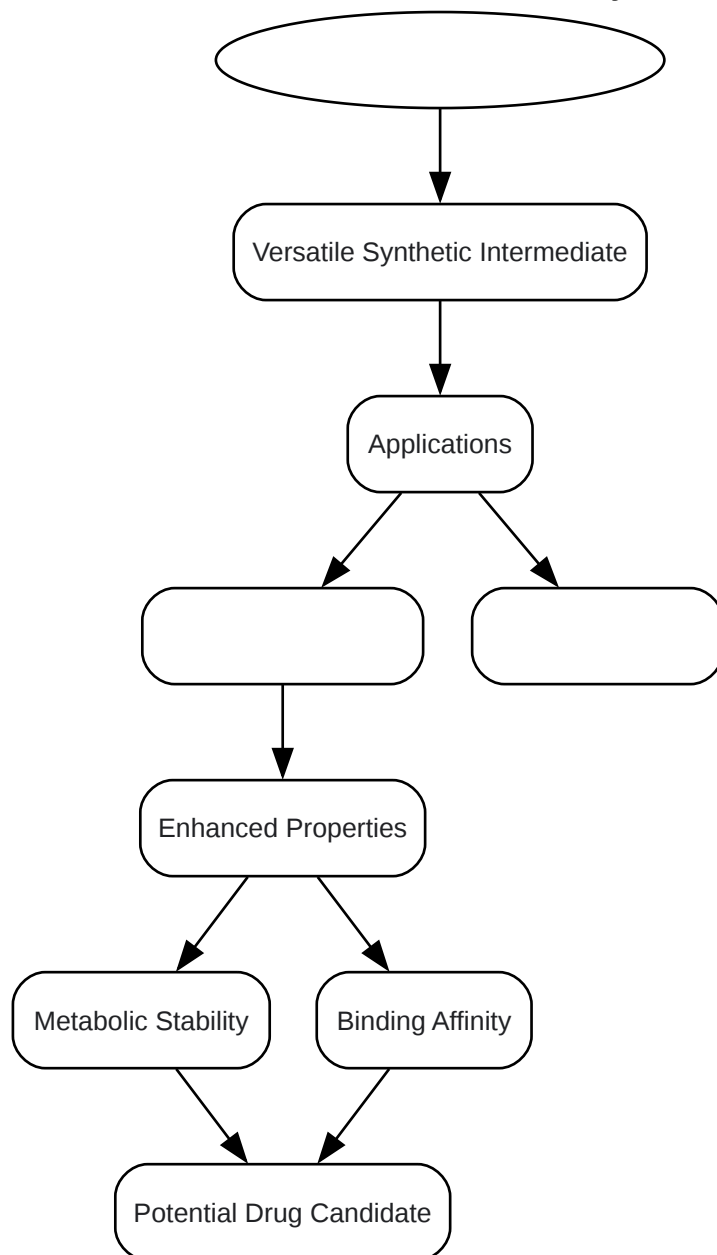 Versatile Synthetic Intermediate
Applications
Enhanced Properties
Metabolic Stability
Binding Affinity
Potential Drug Candidate